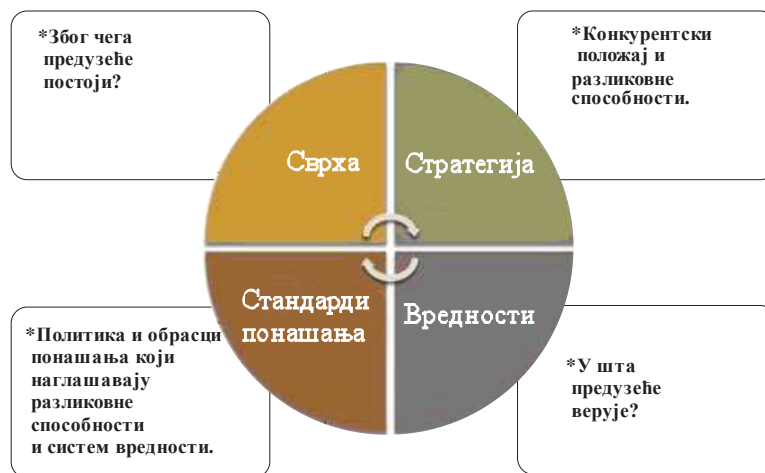 *Због чега
предузеће
постоји?
*Конкурентски
положај и
разликовне
способности.
Сврха
Стратегија
Стандарди
понашања
Вредности
*Политика и обрасци
понашања који
наглашавају
разликовне
способности
и систем вредности.
*У шта
предузеће
верује?